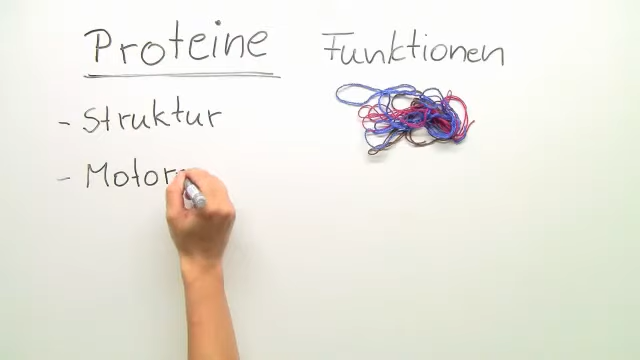 Proteine Funktionen
- Struktur
- Motor